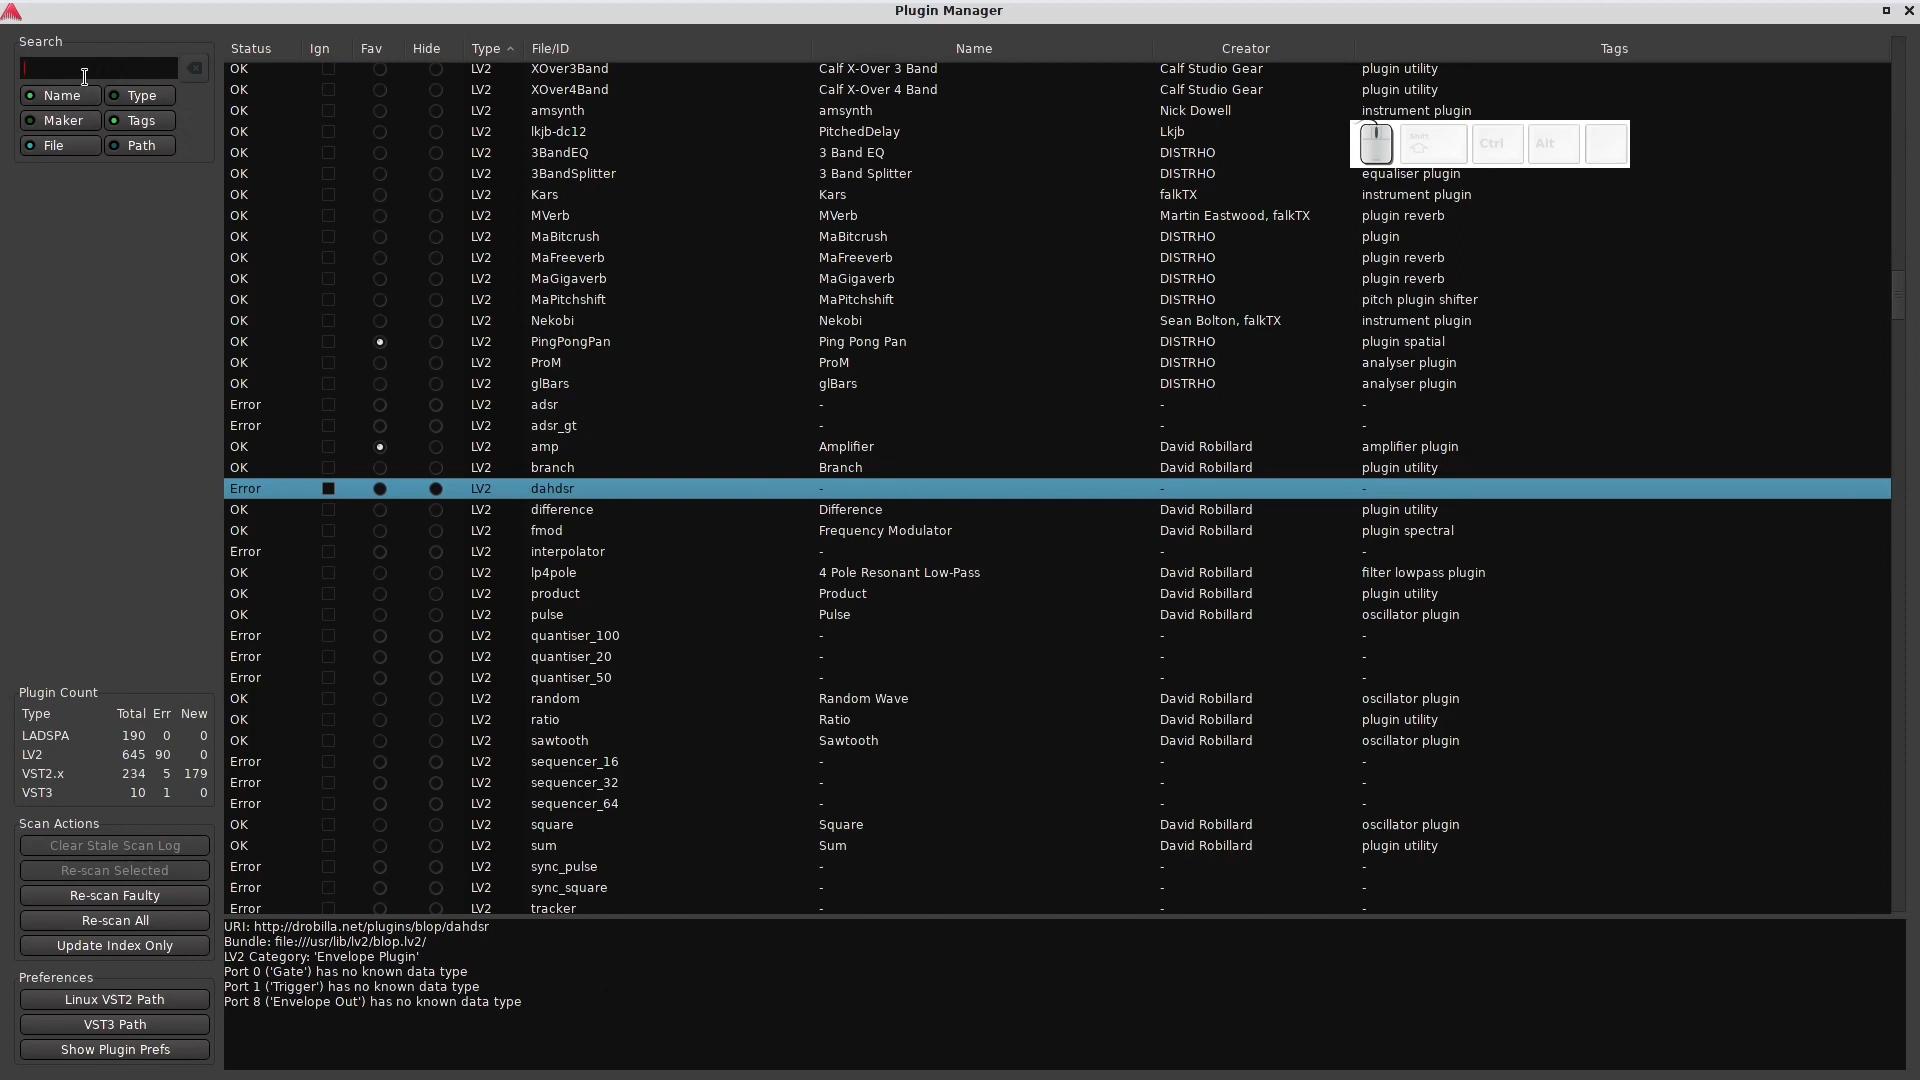 Plugin Manager
Search
Name Type
Maker Tags
File Path
Status Ign Fav Hide Type File/ID Name Creator Tags
OK LV2 XOver3Band Calf X-Over 3 Band Calf Studio Gear plugin utility
OK LV2 XOver4Band Calf X-Over 4 Band Calf Studio Gear plugin utility
OK LV2 amsynth amsynth Nick Dowell instrument plugin
OK LV2 lkjb-dc12 PitchedDelay Lkjb
Shift Ctrl Alt
OK LV2 3BandEQ 3 Band EQ DISTRHO
OK LV2 3BandSplitter 3 Band Splitter DISTRHO equaliser plugin
OK LV2 Kars Kars falkTX instrument plugin
OK LV2 MVerb MVerb Martin Eastwood, falkTX plugin reverb
OK LV2 MaBitcrush MaBitcrush DISTRHO plugin
OK LV2 MaFreeverb MaFreeverb DISTRHO plugin reverb
OK LV2 MaGigaverb MaGigaverb DISTRHO plugin reverb
OK LV2 MaPitchshift MaPitchshift DISTRHO pitch plugin shifter
OK LV2 Nekobi Nekobi Sean Bolton, falkTX instrument plugin
OK LV2 PingPongPan Ping Pong Pan DISTRHO plugin spatial
OK LV2 ProM ProM DISTRHO analyser plugin
OK LV2 glBars glBars DISTRHO analyser plugin
Error LV2 adsr - - -
Error LV2 adsr_gt - - -
OK LV2 amp Amplifier David Robillard amplifier plugin
OK LV2 branch Branch David Robillard plugin utility
Error LV2 dahdsr - - -
OK LV2 difference Difference David Robillard plugin utility
OK LV2 fmod Frequency Modulator David Robillard plugin spectral
Error LV2 interpolator - - -
OK LV2 lp4pole 4 Pole Resonant Low-Pass David Robillard filter lowpass plugin
OK LV2 product Product David Robillard plugin utility
OK LV2 pulse Pulse David Robillard oscillator plugin
Error LV2 quantiser_100 - - -
Error LV2 quantiser_20 - - -
Error LV2 quantiser_50 - - -
OK LV2 random Random Wave David Robillard oscillator plugin
OK LV2 ratio Ratio David Robillard plugin utility
OK LV2 sawtooth Sawtooth David Robillard oscillator plugin
Error LV2 sequencer_16 - - -
Error LV2 sequencer_32 - - -
Error LV2 sequencer_64 - - -
OK LV2 square Square David Robillard oscillator plugin
OK LV2 sum Sum David Robillard plugin utility
Error LV2 sync_pulse - - -
Error LV2 sync_square - - -
Error LV2 tracker - - -
Plugin Count
Type Total Err New
LADSPA 190 0 0
LV2 645 90 0
VST2.x 234 5 179
VST3 10 1 0
Scan Actions
Clear Stale Scan Log
Re-scan Selected
Re-scan Faulty
Re-scan All
Update Index Only
Preferences
Linux VST2 Path
VST3 Path
Show Plugin Prefs
URI: http://drobilla.net/plugins/blop/dahdsr
Bundle: file:///usr/lib/lv2/blop.lv2/
LV2 Category: 'Envelope Plugin'
Port 0 ('Gate') has no known data type
Port 1 ('Trigger') has no known data type
Port 8 ('Envelope Out') has no known data type